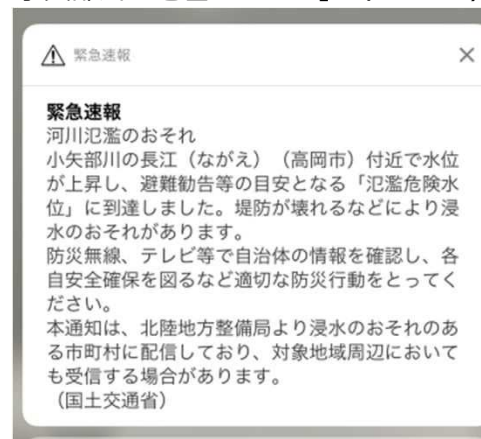 緊急速報
緊急速報
河川氾濫のおそれ
小矢部川の長江（ながえ）（高岡市）付近で水位
が上昇し、避難勧告等の目安となる「氾濫危険水
位」に到達しました。堤防が壊れるなどにより浸
水のおそれがあります。
防災無線、テレビ等で自治体の情報を確認し、各
自安全確保を図るなど適切な防災行動をとってく
ださい。
本通知は、北陸地方整備局より浸水のおそれのあ
る市町村に配信しており、対象地域周辺において
も受信する場合があります。
（国土交通省）